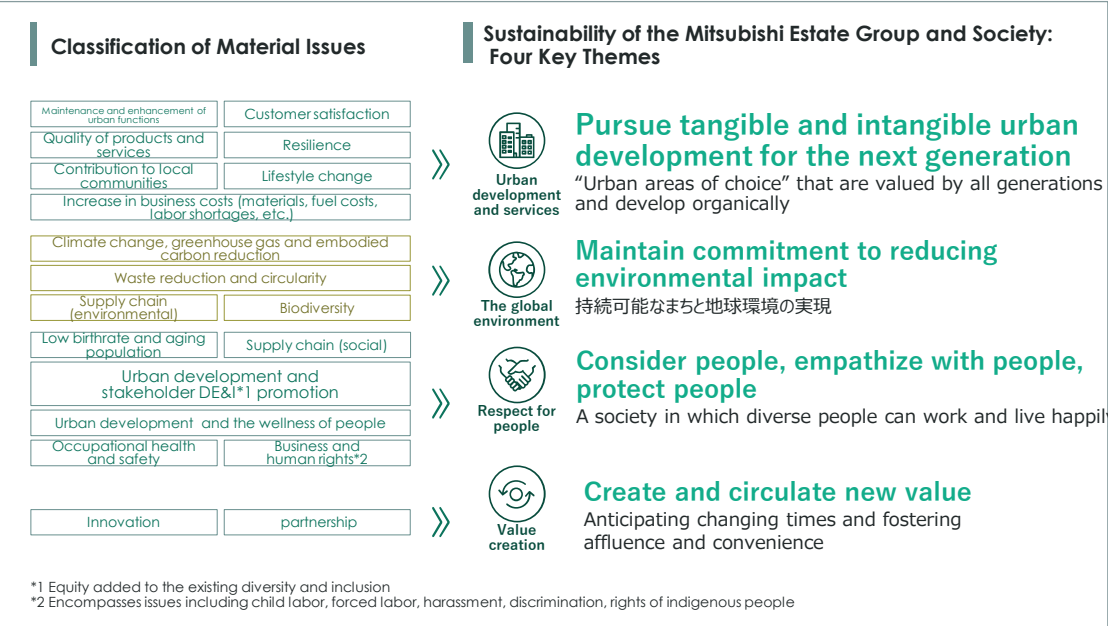 Classification of Material Issues
Maintenance and enhancement of
urban functions
Customer satisfaction
Quality of products and
services
Resilience
Contribution to local
communities
Lifestyle change
Increase in business costs (materials, fuel costs,
labor shortages, etc.)
Climate change, greenhouse gas and embodied
carbon reduction
Waste reduction and circularity
Supply chain
(environmental)
Biodiversity
Low birthrate and aging
population
Supply chain (social)
Urban development and
stakeholder DE&I*1 promotion
Urban development and the wellness of people
Occupational health
and safety
Business and
human rights*2
Innovation
partnership
Sustainability of the Mitsubishi Estate Group and Society:
Four Key Themes
Urban
development
and services
Pursue tangible and intangible urban
development for the next generation
“Urban areas of choice” that are valued by all generations
and develop organically
The global
environment
Maintain commitment to reducing
environmental impact
持続可能なまちと地球環境の実現
Respect for
people
Consider people, empathize with people,
protect people
A society in which diverse people can work and live happily
Value
creation
Create and circulate new value
Anticipating changing times and fostering
affluence and convenience
*1 Equity added to the existing diversity and inclusion
*2 Encompasses issues including child labor, forced labor, harassment, discrimination, rights of indigenous people